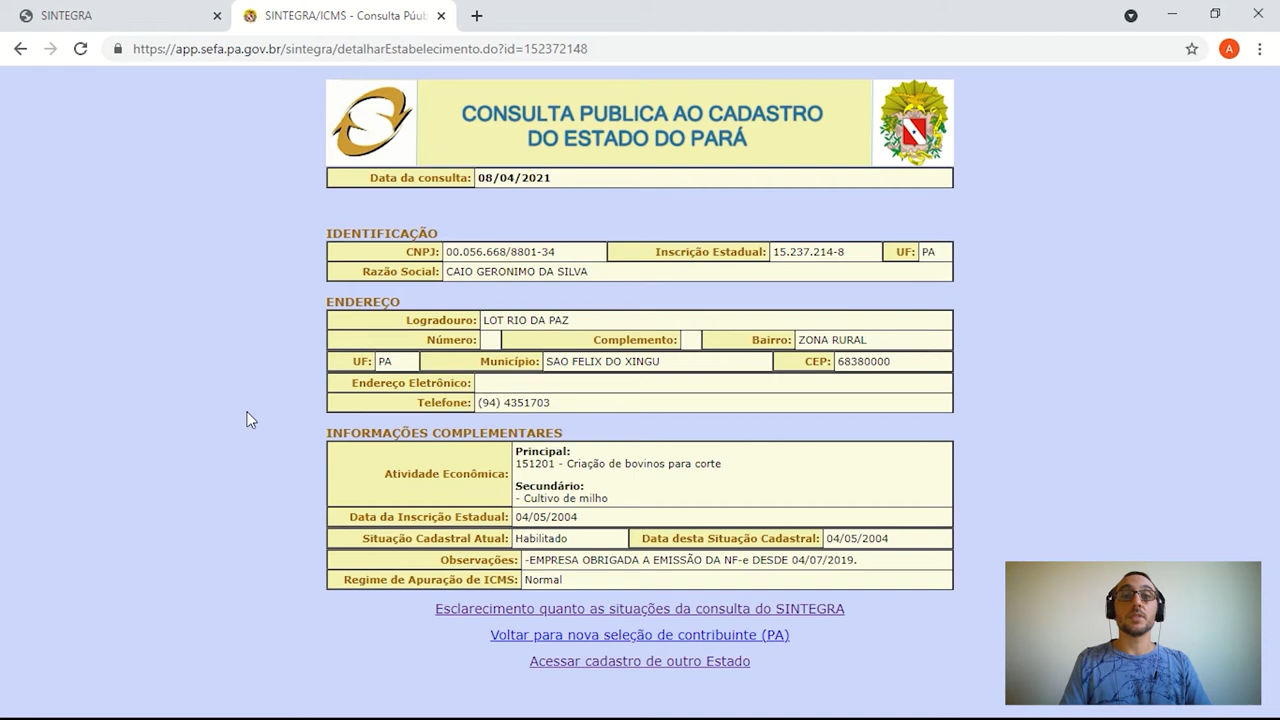 SINTEGRA
SINTEGRA/ICMS - Consulta Púub
https://app.sefa.pa.gov.br/sintegra/detalharEstabelecimento.do?id=152372148
A
CONSULTA PUBLICA AO CADASTRO
DO ESTADO DO PARÁ
Data da consulta: 08/04/2021
IDENTIFICAÇÃO
CNPJ: 00.056.668/8801-34 Inscrição Estadual: 15.237.214-8 UF: PA
Razão Social: CAIO GERONIMO DA SILVA
ENDEREÇO
Logradouro: LOT RIO DA PAZ
Número: Complemento: Bairro: ZONA RURAL
UF: PA Município: SAO FELIX DO XINGU CEP: 68380000
Endereço Eletrônico:
Telefone: (94) 4351703
INFORMAÇÕES COMPLEMENTARES
Atividade Econômica:
Principal:
151201 - Criação de bovinos para corte
Secundário:
- Cultivo de milho
Data da Inscrição Estadual: 04/05/2004
Situação Cadastral Atual: Habilitado Data desta Situação Cadastral: 04/05/2004
Observações: -EMPRESA OBRIGADA A EMISSÃO DA NF-e DESDE 04/07/2019.
Regime de Apuração de ICMS: Normal
Esclarecimento quanto as situações da consulta do SINTEGRA
Voltar para nova seleção de contribuinte (PA)
Acessar cadastro de outro Estado